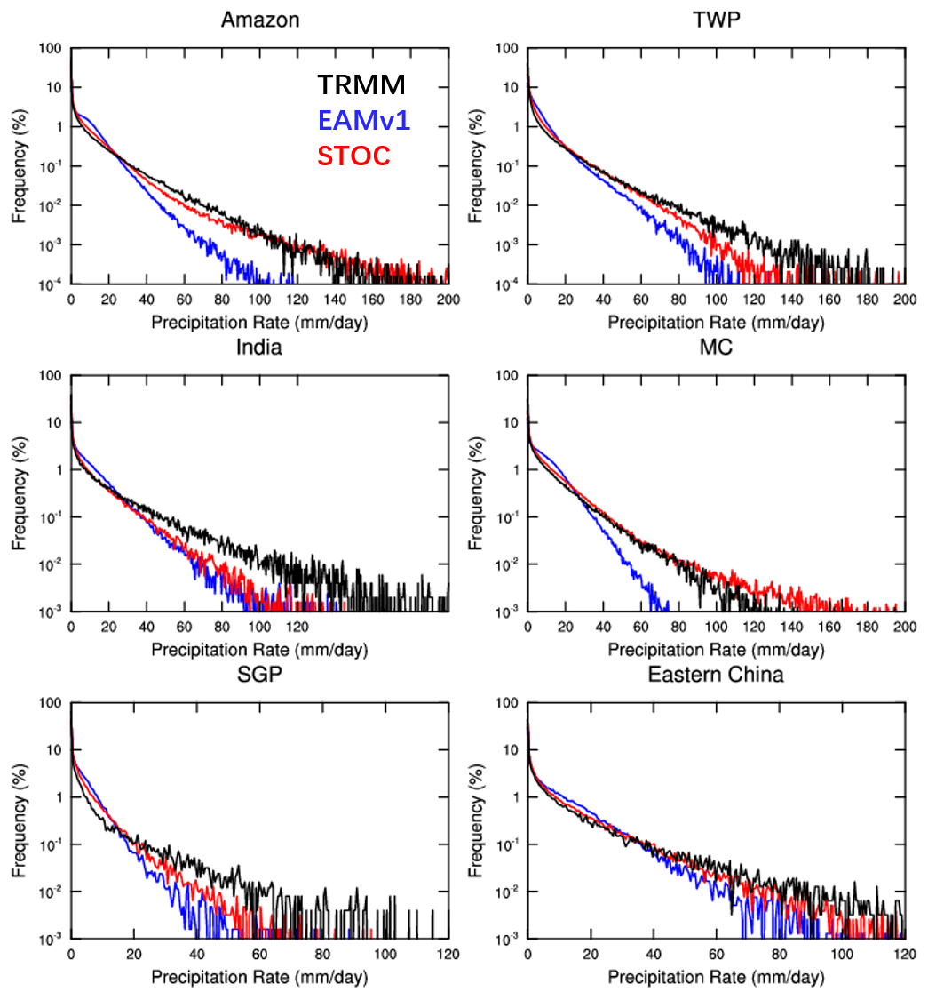 Amazon
100
10
1
10-1
10-2
10-3
10-4
Frequency (%)
TRMM
EAMv1
STOC
0 20 40 60 80 100 120 140 160 180 200
Precipitation Rate (mm/day)
TWP
100
10
1
10-1
10-2
10-3
10-4
Frequency (%)
0 20 40 60 80 100 120 140 160 180 200
Precipitation Rate (mm/day)
India
100
10
1
10-1
10-2
10-3
Frequency (%)
0 20 40 60 80 100 120
Precipitation Rate (mm/day)
MC
100
10
1
10-1
10-2
10-3
Frequency (%)
0 20 40 60 80 100 120 140 160 180 200
Precipitation Rate (mm/day)
SGP
100
10
1
10-1
10-2
10-3
Frequency (%)
0 20 40 60 80 100 120
Precipitation Rate (mm/day)
Eastern China
100
10
1
10-1
10-2
10-3
Frequency (%)
0 20 40 60 80 100 120
Precipitation Rate (mm/day)